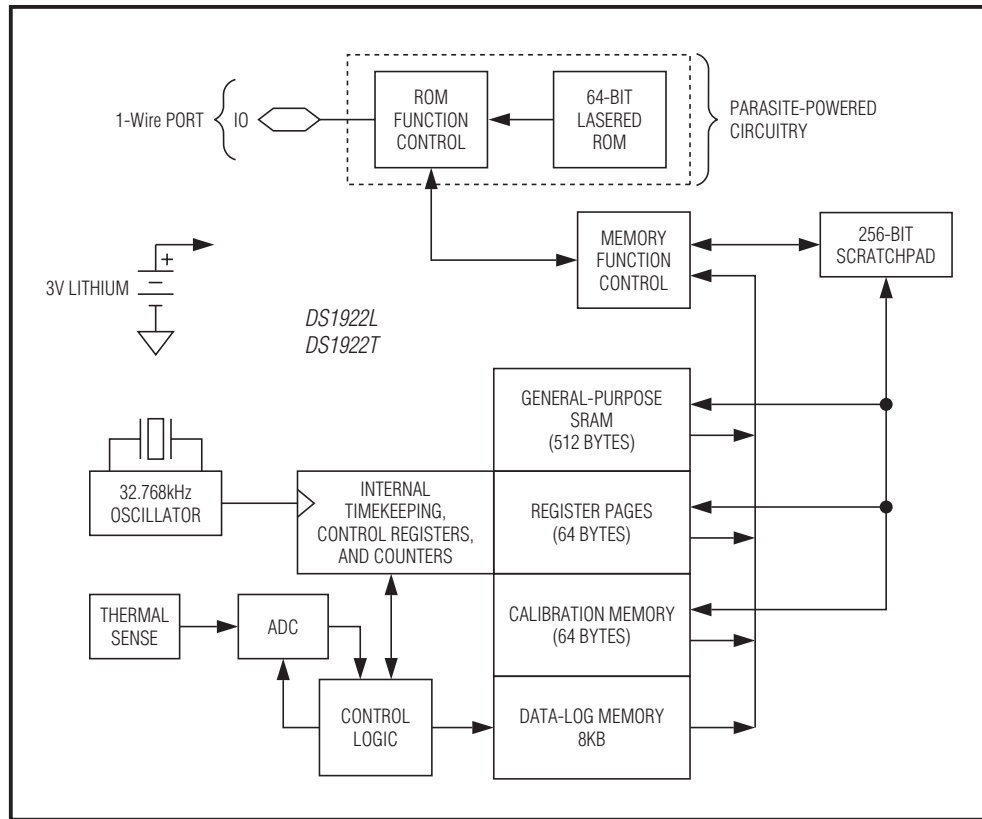 ROM
FUNCTION
CONTROL
64-BIT
LASERED
ROM
1-Wire PORT
IO
PARASITE-POWERED
CIRCUITRY
MEMORY
FUNCTION
CONTROL
256-BIT
SCRATCHPAD
+
3V LITHIUM
DS1922L
DS1922T
GENERAL-PURPOSE
SRAM
(512 BYTES)
32.768kHz
OSCILLATOR
INTERNAL
TIMEKEEPING,
CONTROL REGISTERS,
AND COUNTERS
REGISTER PAGES
(64 BYTES)
THERMAL
SENSE
ADC
CALIBRATION MEMORY
(64 BYTES)
CONTROL
LOGIC
DATA-LOG MEMORY
8KB